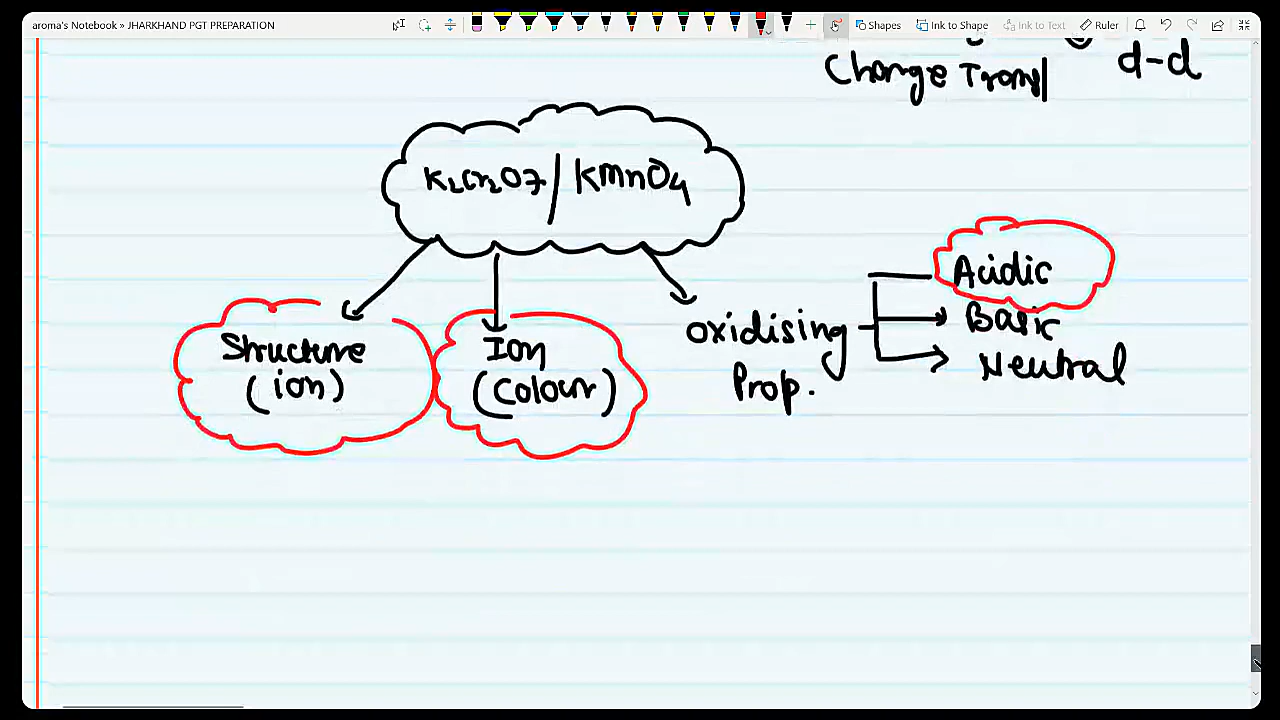 aroma's Notebook » JHARKHAND PGT PREPARATION
Shapes
Ink to Shape
Ink to Text
Ruler
d-d
Change Transf
K2Cr2O7/KMnO4
Acidic
Basic
Neutral
oxidising
Prop.
Structure
(ion)
Ion
(Colour)